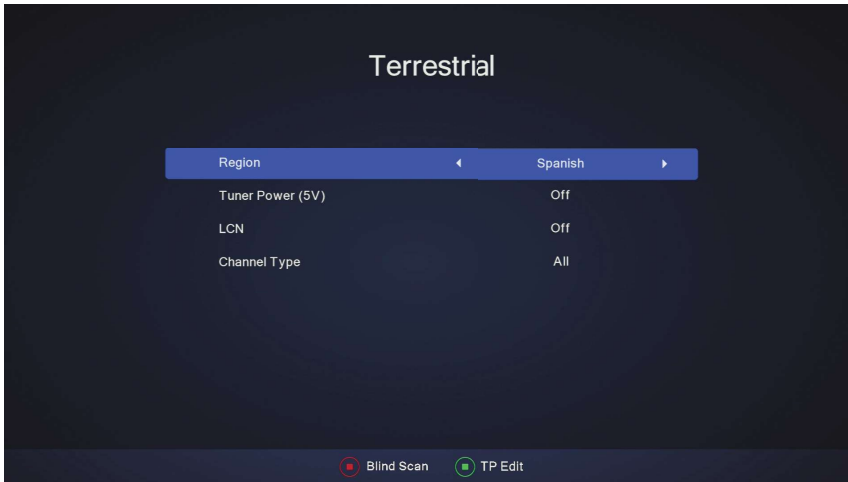 Terrestrial
Region Spanish
Tuner Power (5V) Off
LCN Off
Channel Type All
Blind Scan TP Edit